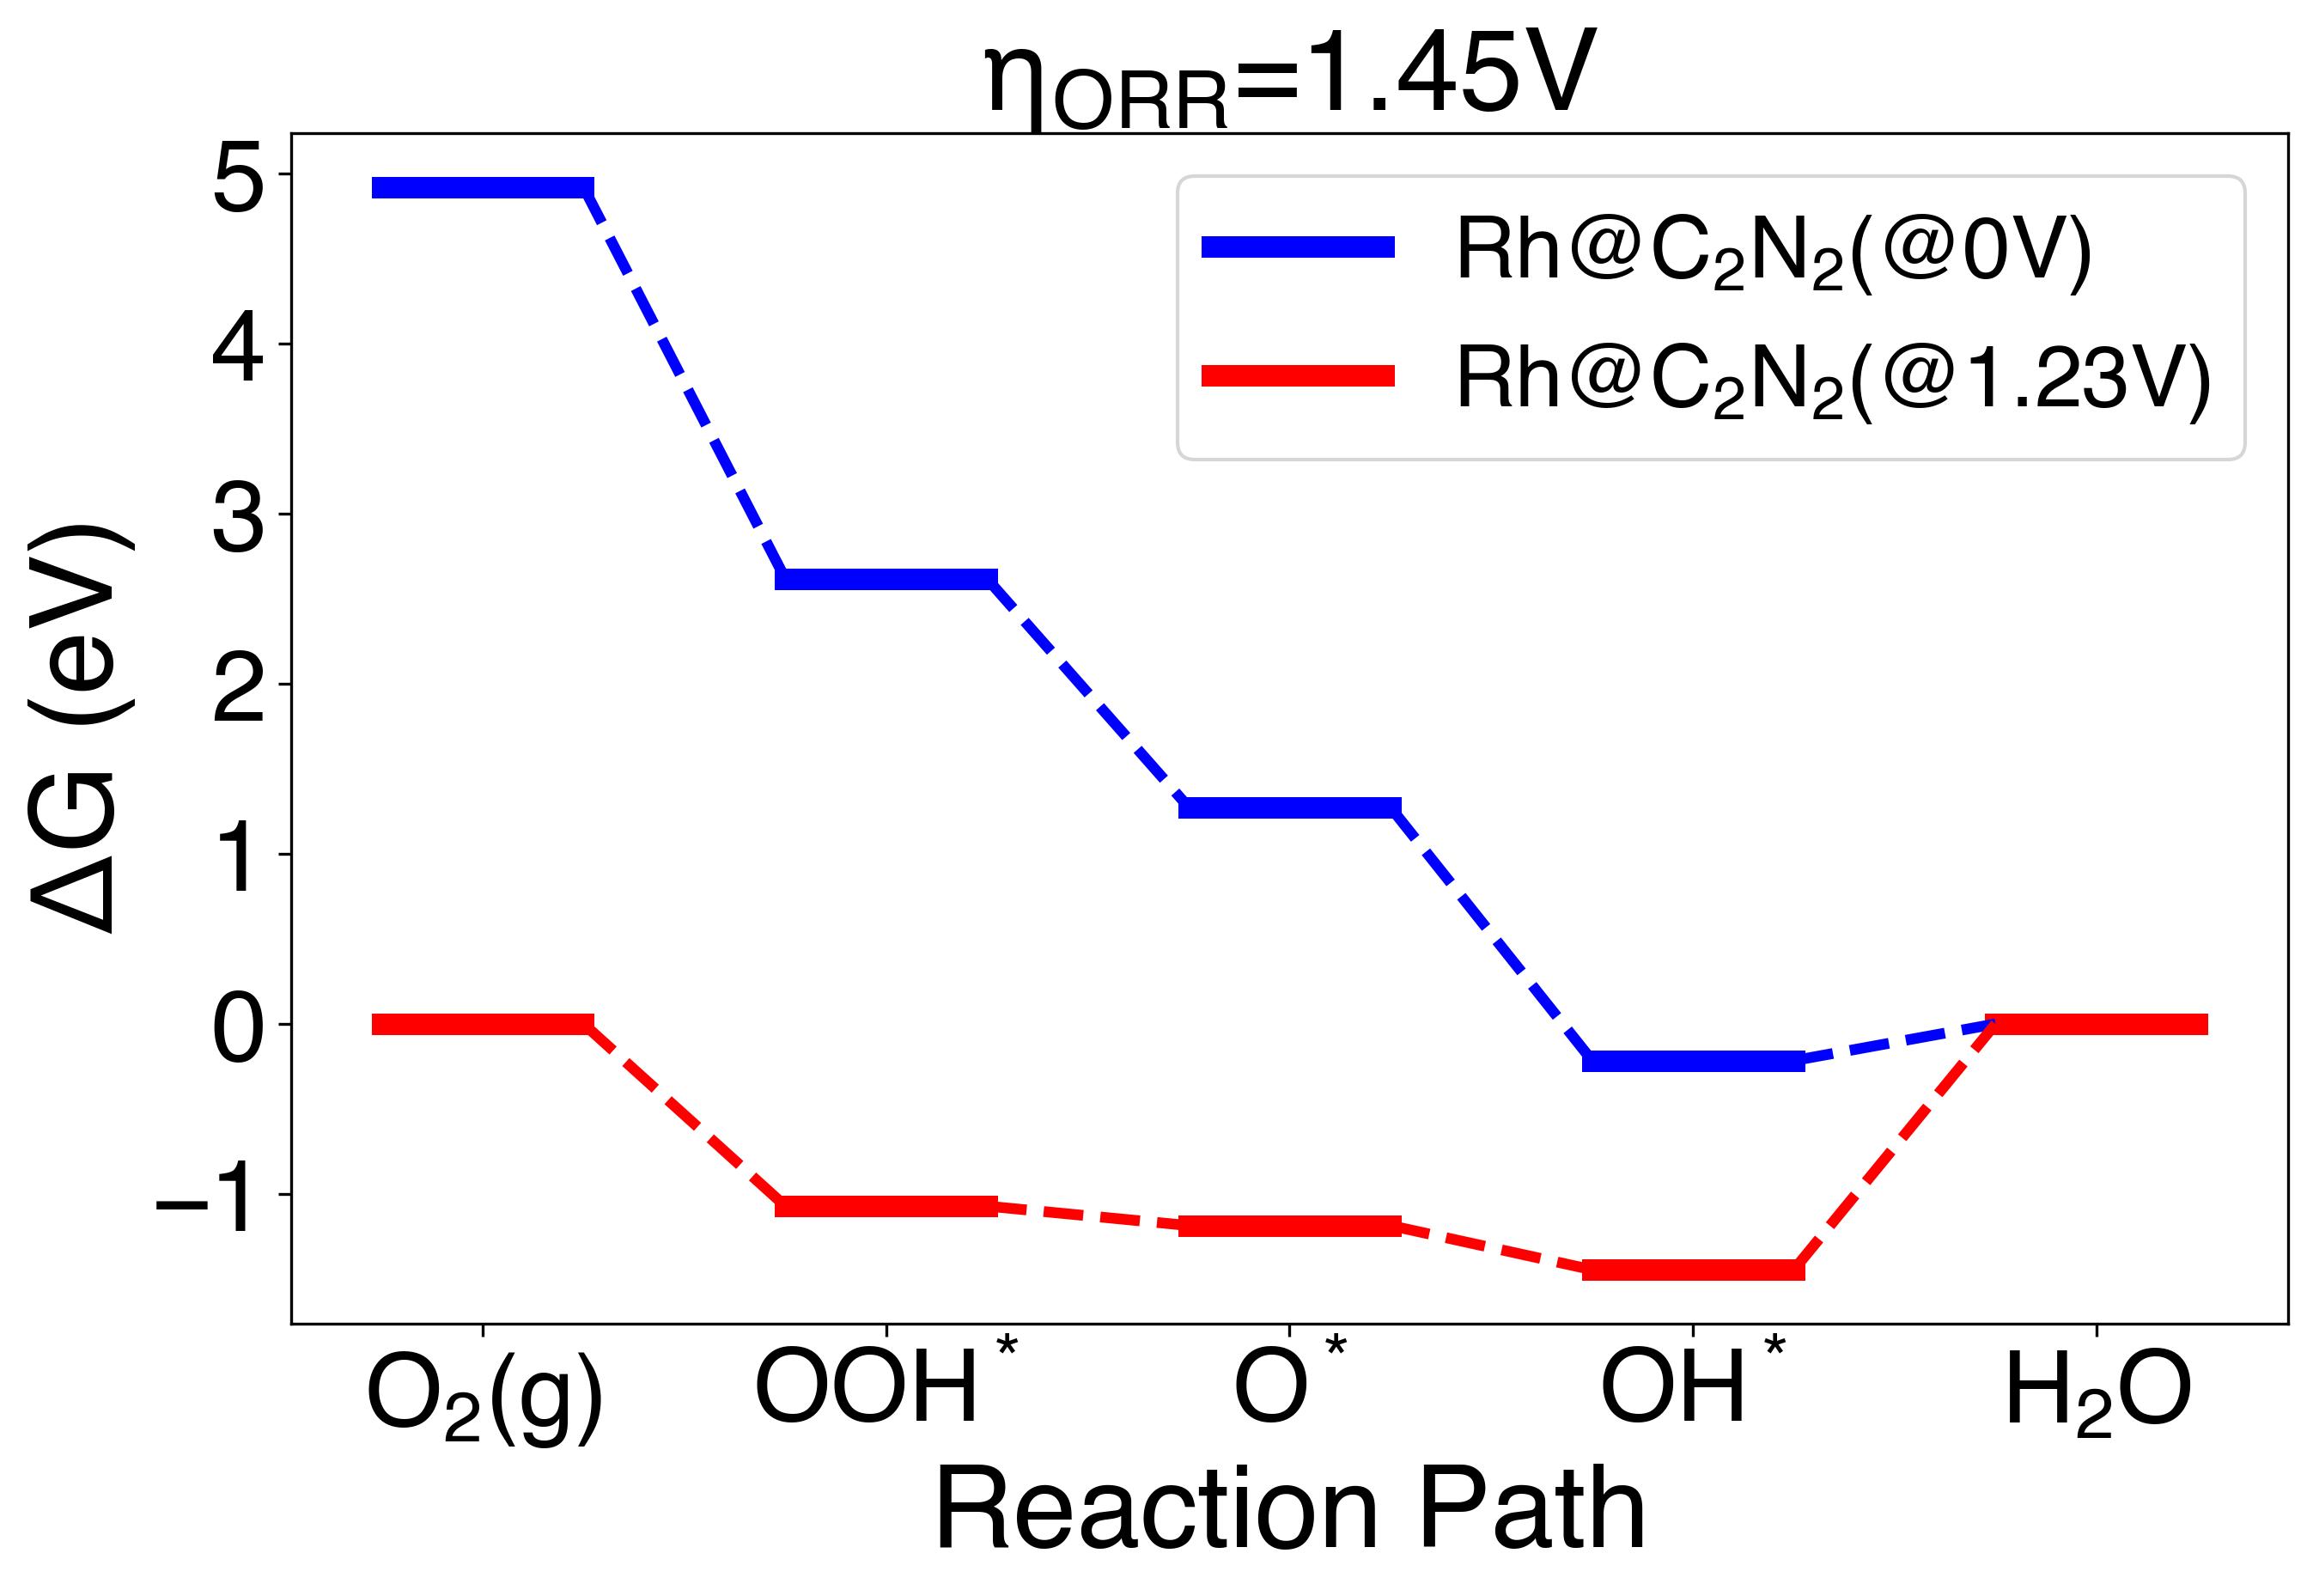 η_ORR=1.45V
Rh@C₂N₂(@0V)
Rh@C₂N₂(@1.23V)
ΔG (eV)
5
4
3
2
1
0
−1
O₂(g) OOH* O* OH* H₂O
Reaction Path